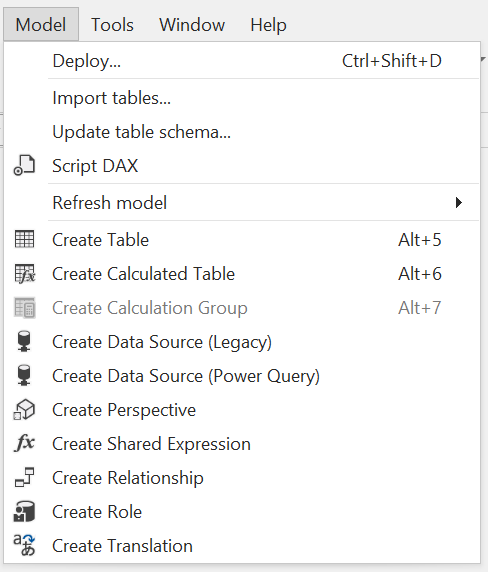 Model Tools Window Help
Deploy... Ctrl+Shift+D
Import tables...
Update table schema...
Script DAX
Refresh model
Create Table Alt+5
Create Calculated Table Alt+6
Create Calculation Group Alt+7
Create Data Source (Legacy)
Create Data Source (Power Query)
Create Perspective
Create Shared Expression
Create Relationship
Create Role
Create Translation